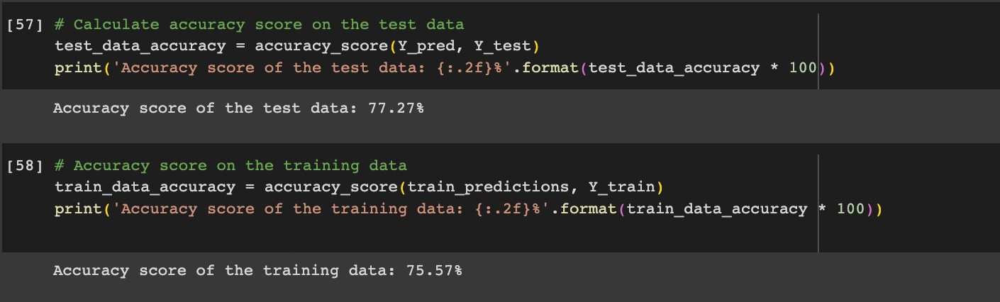 [57] # Calculate accuracy score on the test data
test_data_accuracy = accuracy_score(Y_pred, Y_test)
print('Accuracy score of the test data: {:.2f}%'.format(test_data_accuracy * 100))
Accuracy score of the test data: 77.27%
[58] # Accuracy score on the training data
train_data_accuracy = accuracy_score(train_predictions, Y_train)
print('Accuracy score of the training data: {:.2f}%'.format(train_data_accuracy * 100))
Accuracy score of the training data: 75.57%